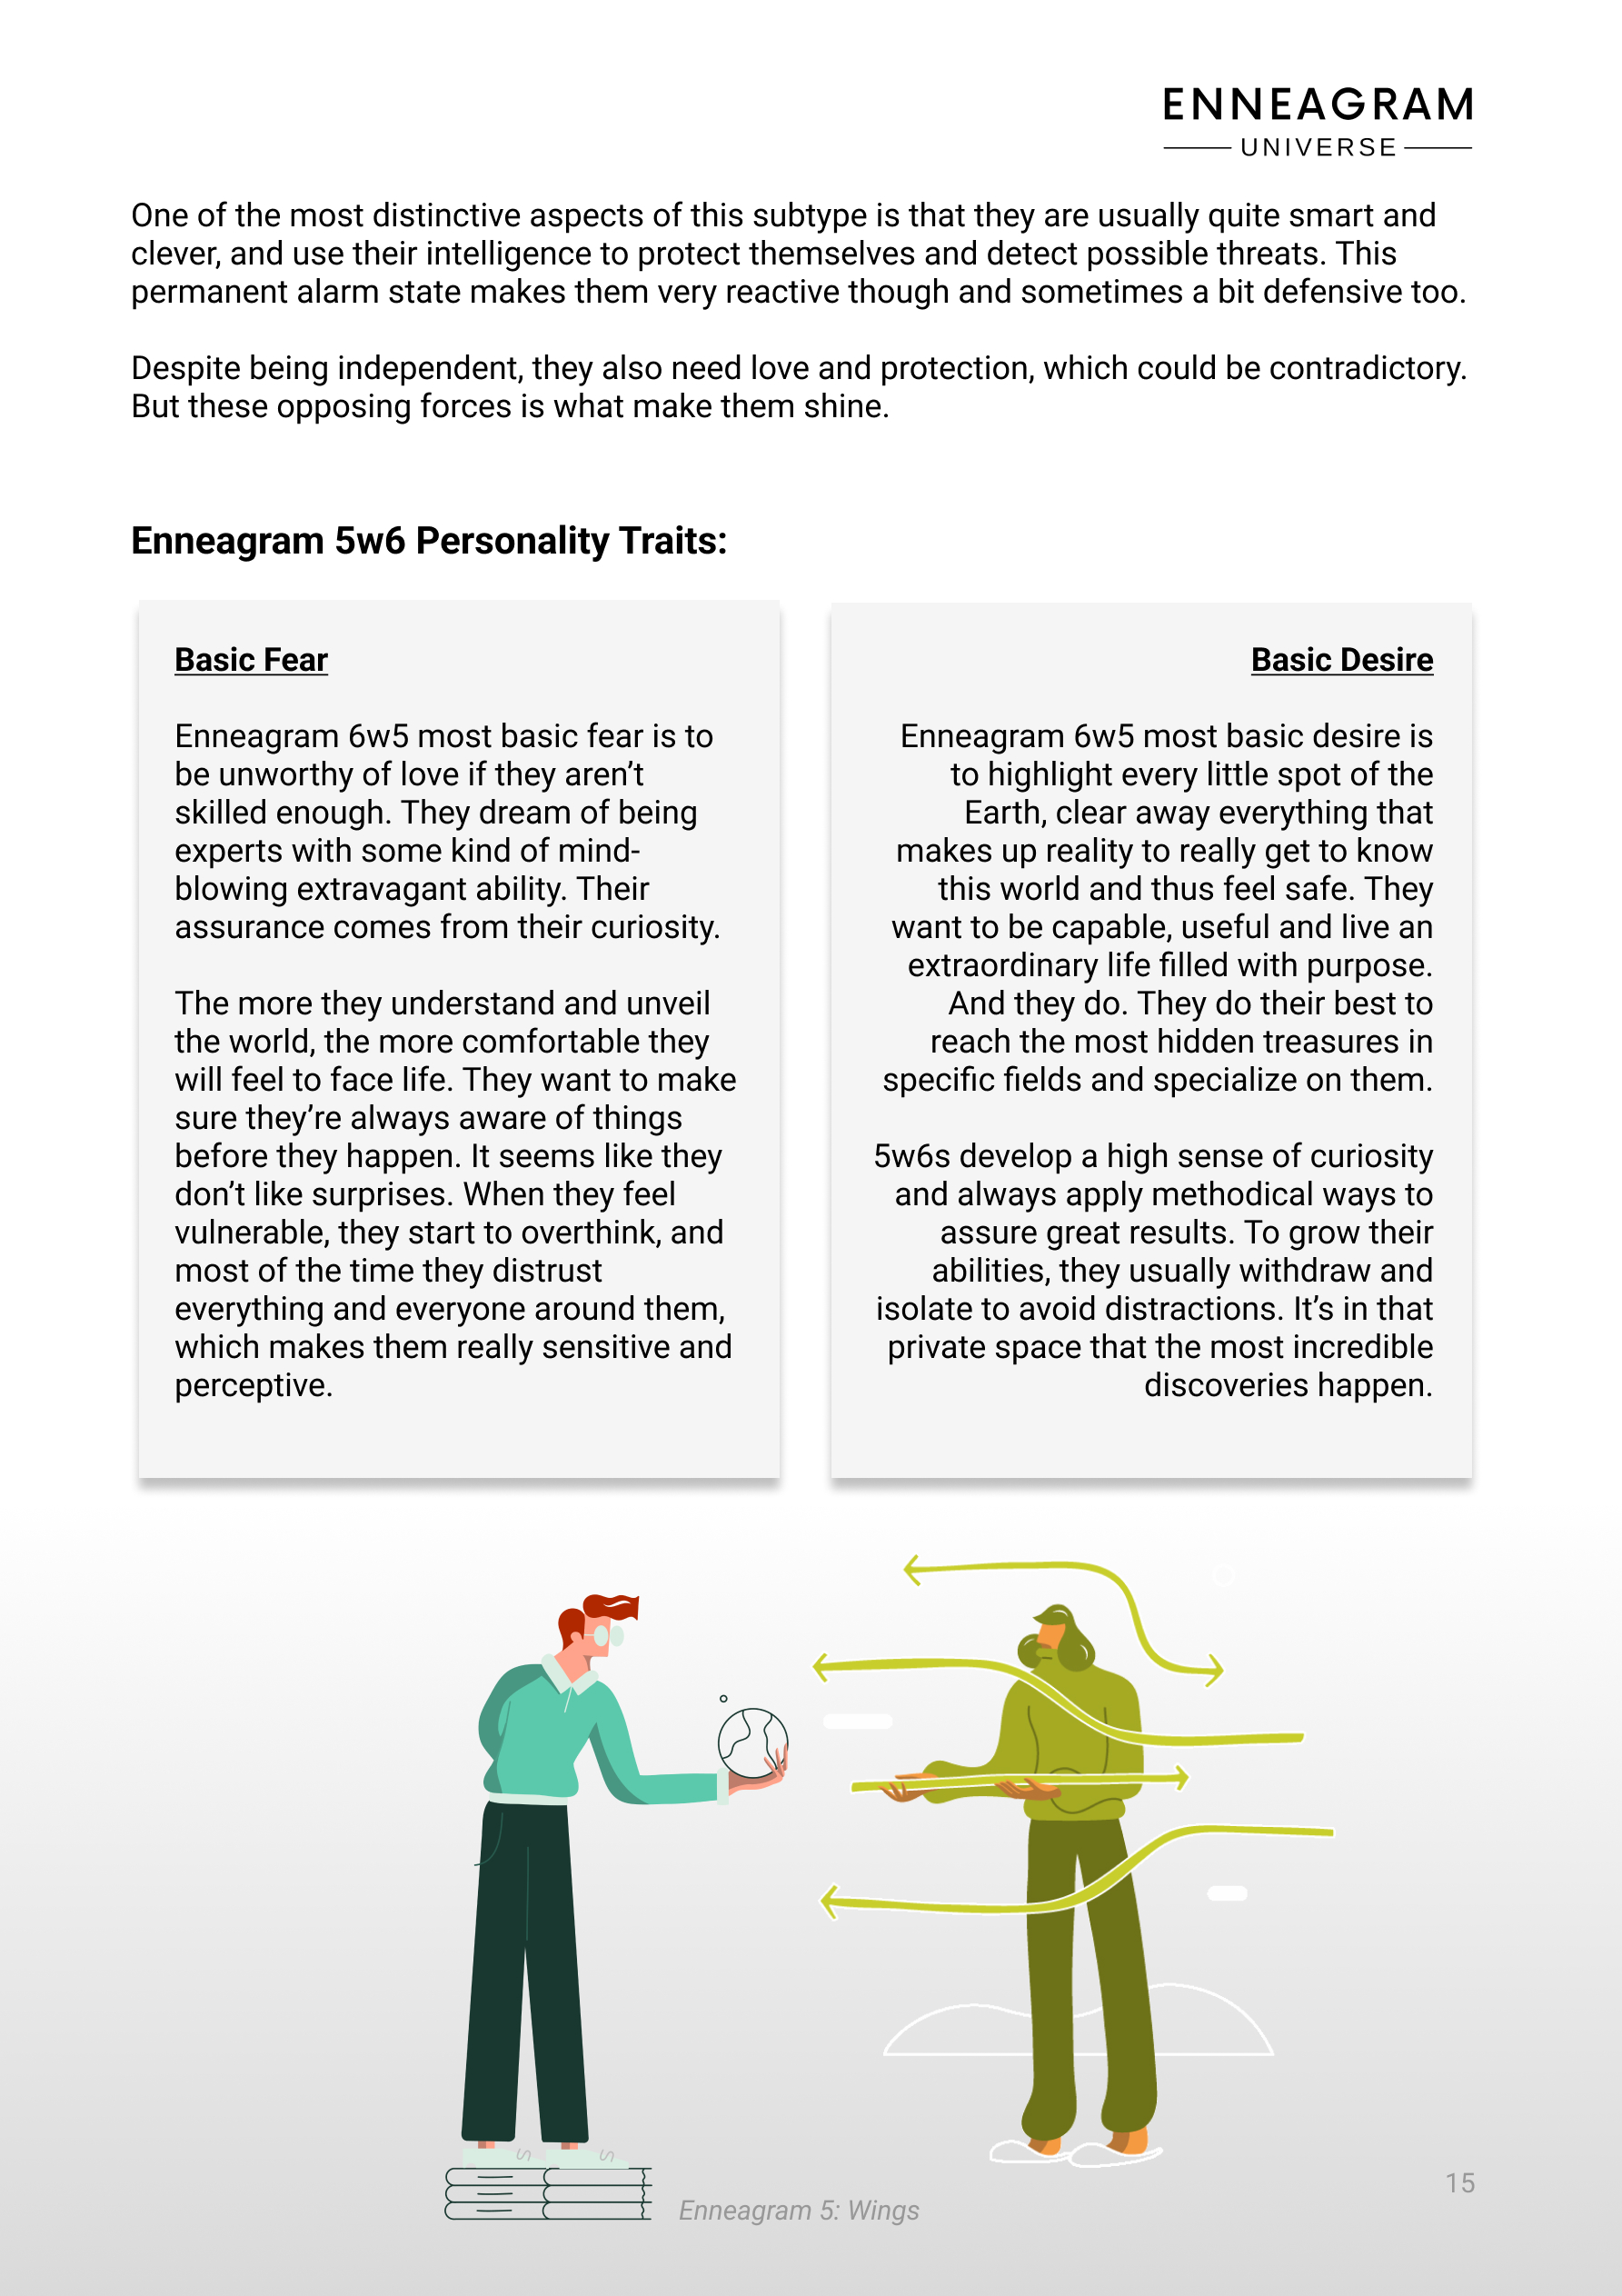 ENNEAGRAM
UNIVERSE
One of the most distinctive aspects of this subtype is that they are usually quite smart and
clever, and use their intelligence to protect themselves and detect possible threats. This
permanent alarm state makes them very reactive though and sometimes a bit defensive too.
Despite being independent, they also need love and protection, which could be contradictory.
But these opposing forces is what make them shine.
Enneagram 5w6 Personality Traits:
Basic Fear
Enneagram 6w5 most basic fear is to
be unworthy of love if they aren’t
skilled enough. They dream of being
experts with some kind of mind-
blowing extravagant ability. Their
assurance comes from their curiosity.
The more they understand and unveil
the world, the more comfortable they
will feel to face life. They want to make
sure they’re always aware of things
before they happen. It seems like they
don’t like surprises. When they feel
vulnerable, they start to overthink, and
most of the time they distrust
everything and everyone around them,
which makes them really sensitive and
perceptive.
Basic Desire
Enneagram 6w5 most basic desire is
to highlight every little spot of the
Earth, clear away everything that
makes up reality to really get to know
this world and thus feel safe. They
want to be capable, useful and live an
extraordinary life filled with purpose.
And they do. They do their best to
reach the most hidden treasures in
specific fields and specialize on them.
5w6s develop a high sense of curiosity
and always apply methodical ways to
assure great results. To grow their
abilities, they usually withdraw and
isolate to avoid distractions. It’s in that
private space that the most incredible
discoveries happen.
15
Enneagram 5: Wings